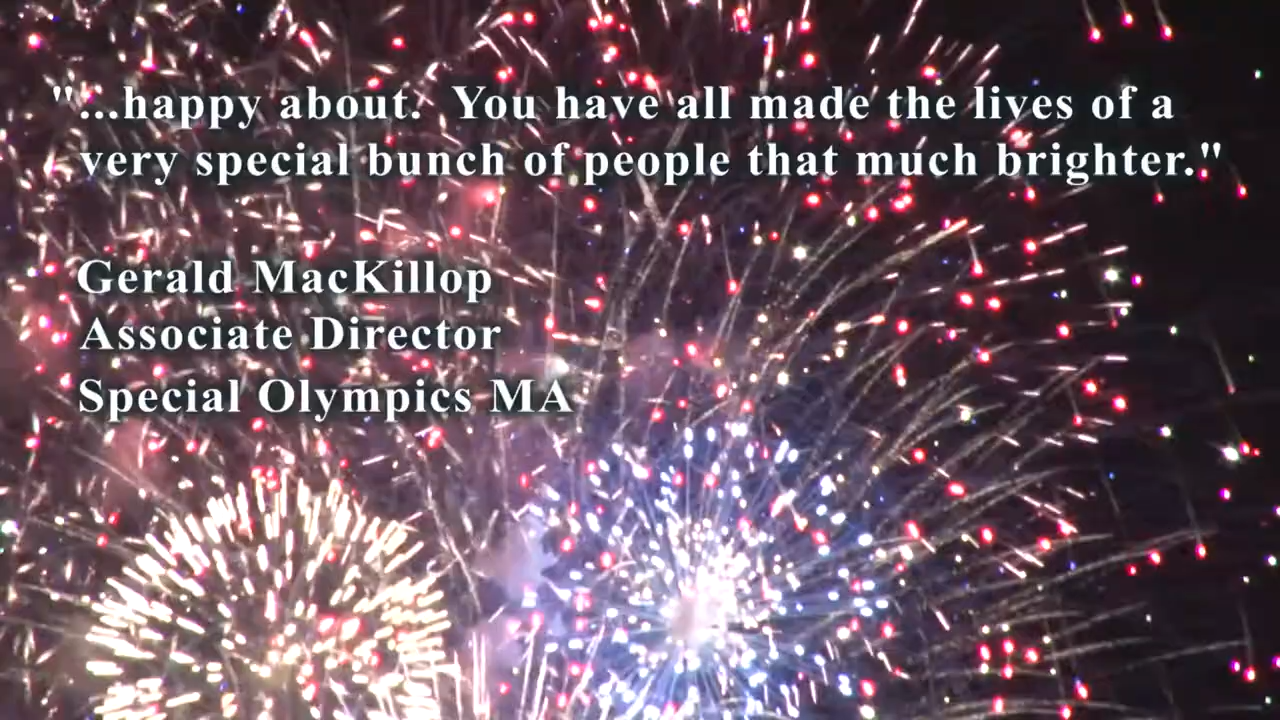 "...happy about.  You have all made the lives of a
very special bunch of people that much brighter."
Gerald MacKillop
Associate Director
Special Olympics MA